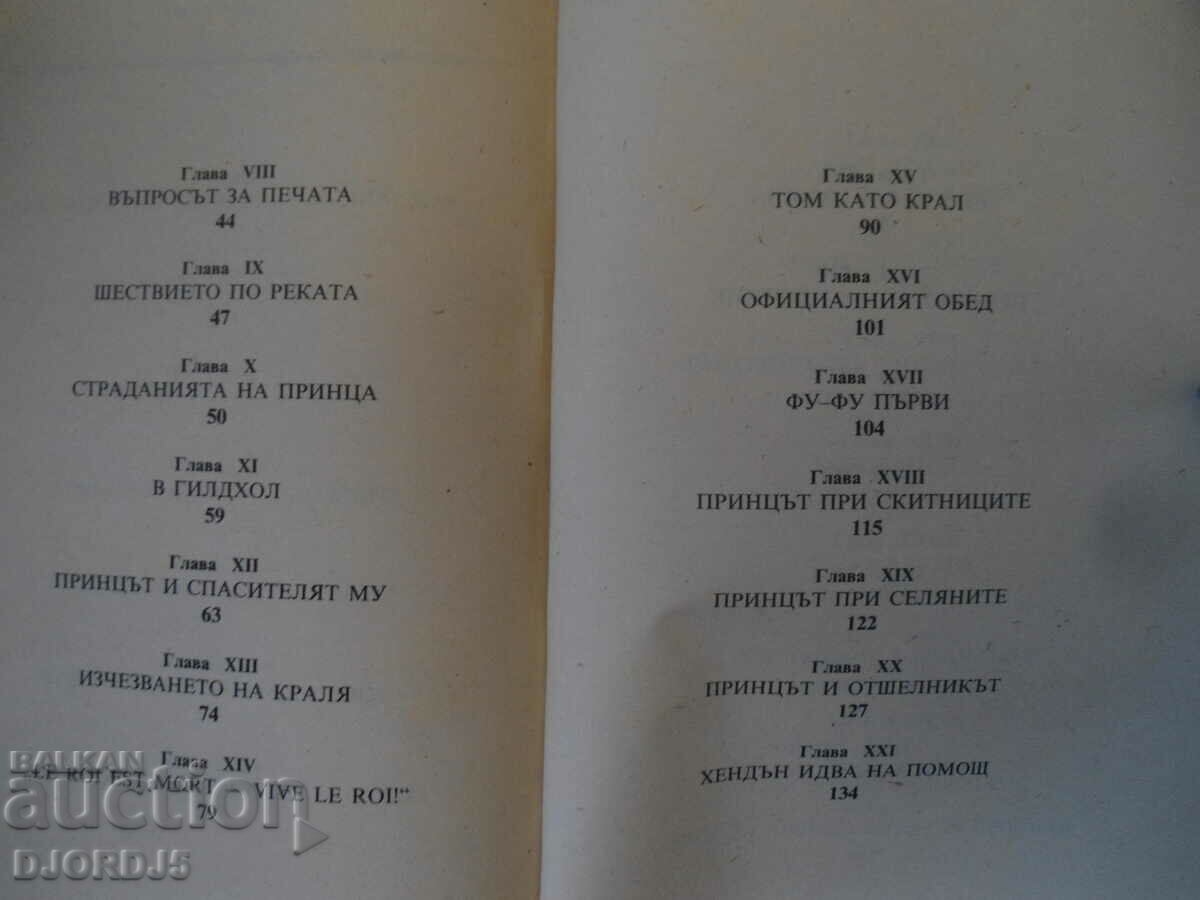 Глава VIII
ВЪПРОСЪТ ЗА ПЕЧАТА
44
Глава IX
ШЕСТВИЕТО ПО РЕКАТА
47
Глава X
СТРАДАНИЯТА НА ПРИНЦА
50
Глава XI
В ГИЛДХОЛ
59
Глава XII
ПРИНЦЪТ И СПАСИТЕЛЯТ МУ
63
Глава XIII
ИЗЧЕЗВАНЕТО НА КРАЛЯ
74
Глава XIV
„LE ROI EST MORT – VIVE LE ROI!“
79
Глава XV
ТОМ КАТО КРАЛ
90
Глава XVI
ОФИЦИАЛНИЯТ ОБЕД
101
Глава XVII
ФУ–ФУ ПЪРВИ
104
Глава XVIII
ПРИНЦЪТ ПРИ СКИТНИЦИТЕ
115
Глава XIX
ПРИНЦЪТ ПРИ СЕЛЯНИТЕ
122
Глава XX
ПРИНЦЪТ И ОТШЕЛНИКЪТ
127
Глава XXI
ХЕНДЪН ИДВА НА ПОМОЩ
134
BALKAN
auction
DJORDJ5